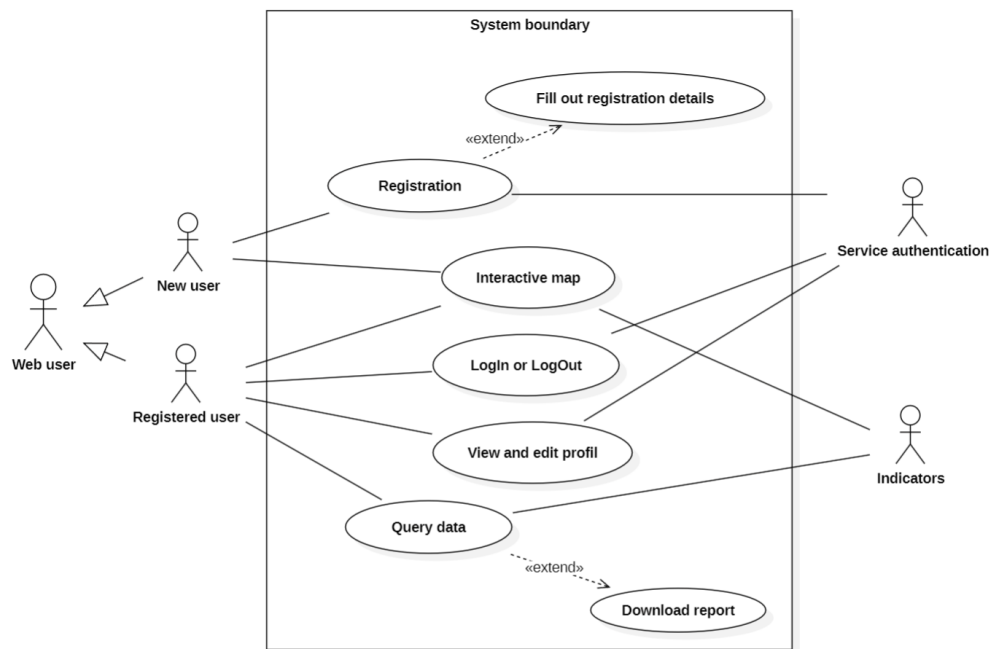 System boundary
Fill out registration details
«extend»
Registration
Service authentication
New user
Interactive map
Web user
LogIn or LogOut
Registered user
View and edit profil
Indicators
Query data
«extend»
Download report